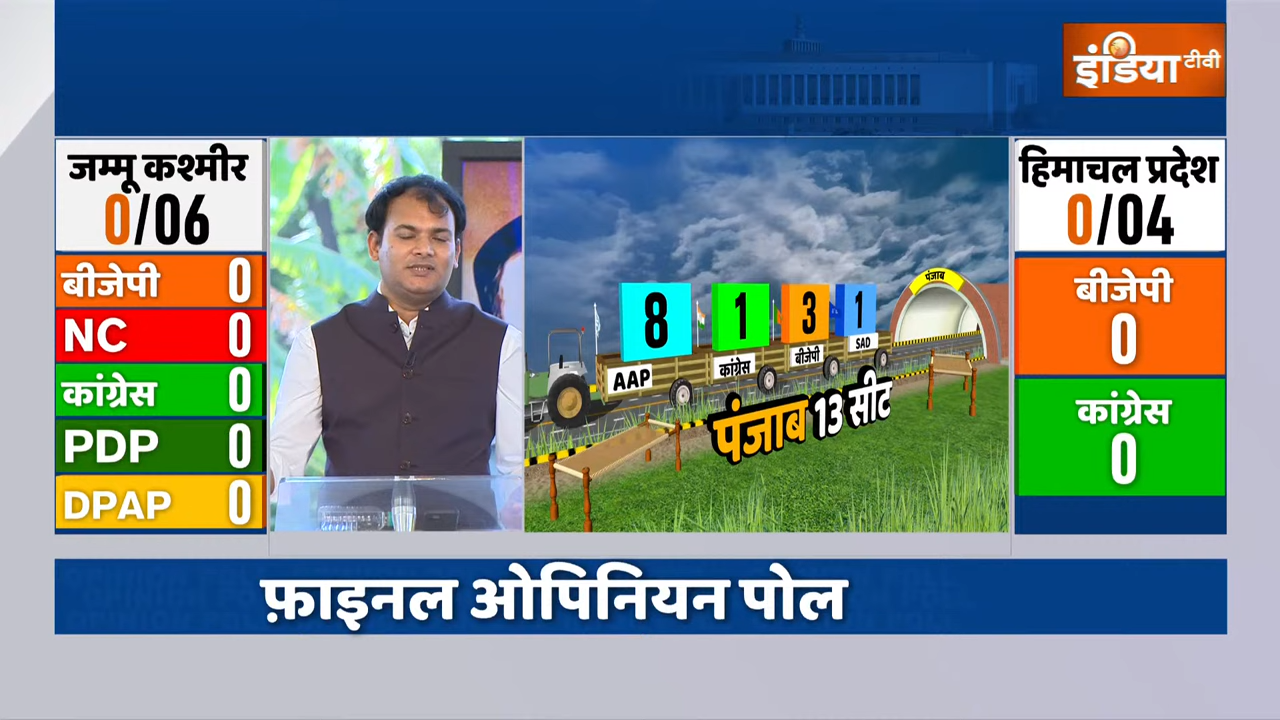 इंडिया टीवी
जम्मू कश्मीर
0/06
बीजेपी 0
NC 0
कांग्रेस 0
PDP 0
DPAP 0
8
1
3
1
AAP
कांग्रेस
बीजेपी
SAD
पंजाब
पंजाब 13 सीट
हिमाचल प्रदेश
0/04
बीजेपी
0
कांग्रेस
0
फ़ाइनल ओपिनियन पोल